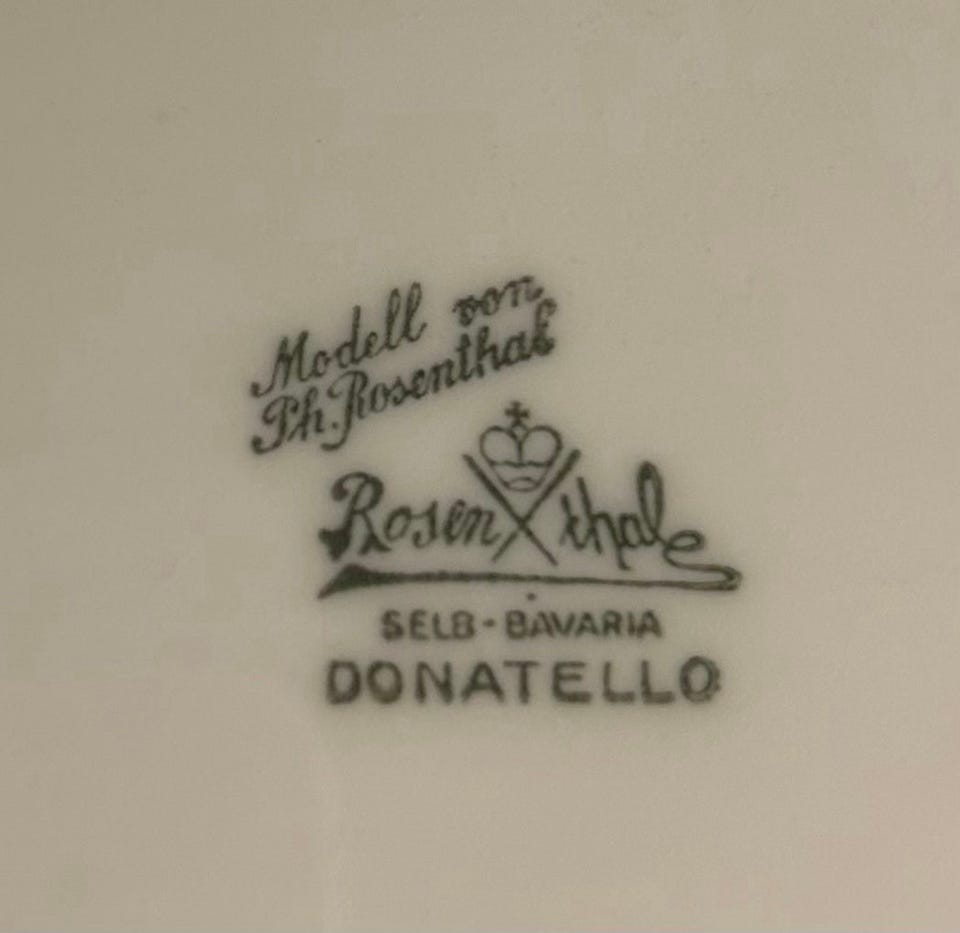 Modell von
Ph. Rosenthal
Rosenthal
SELB-BAVARIA
DONATELLO